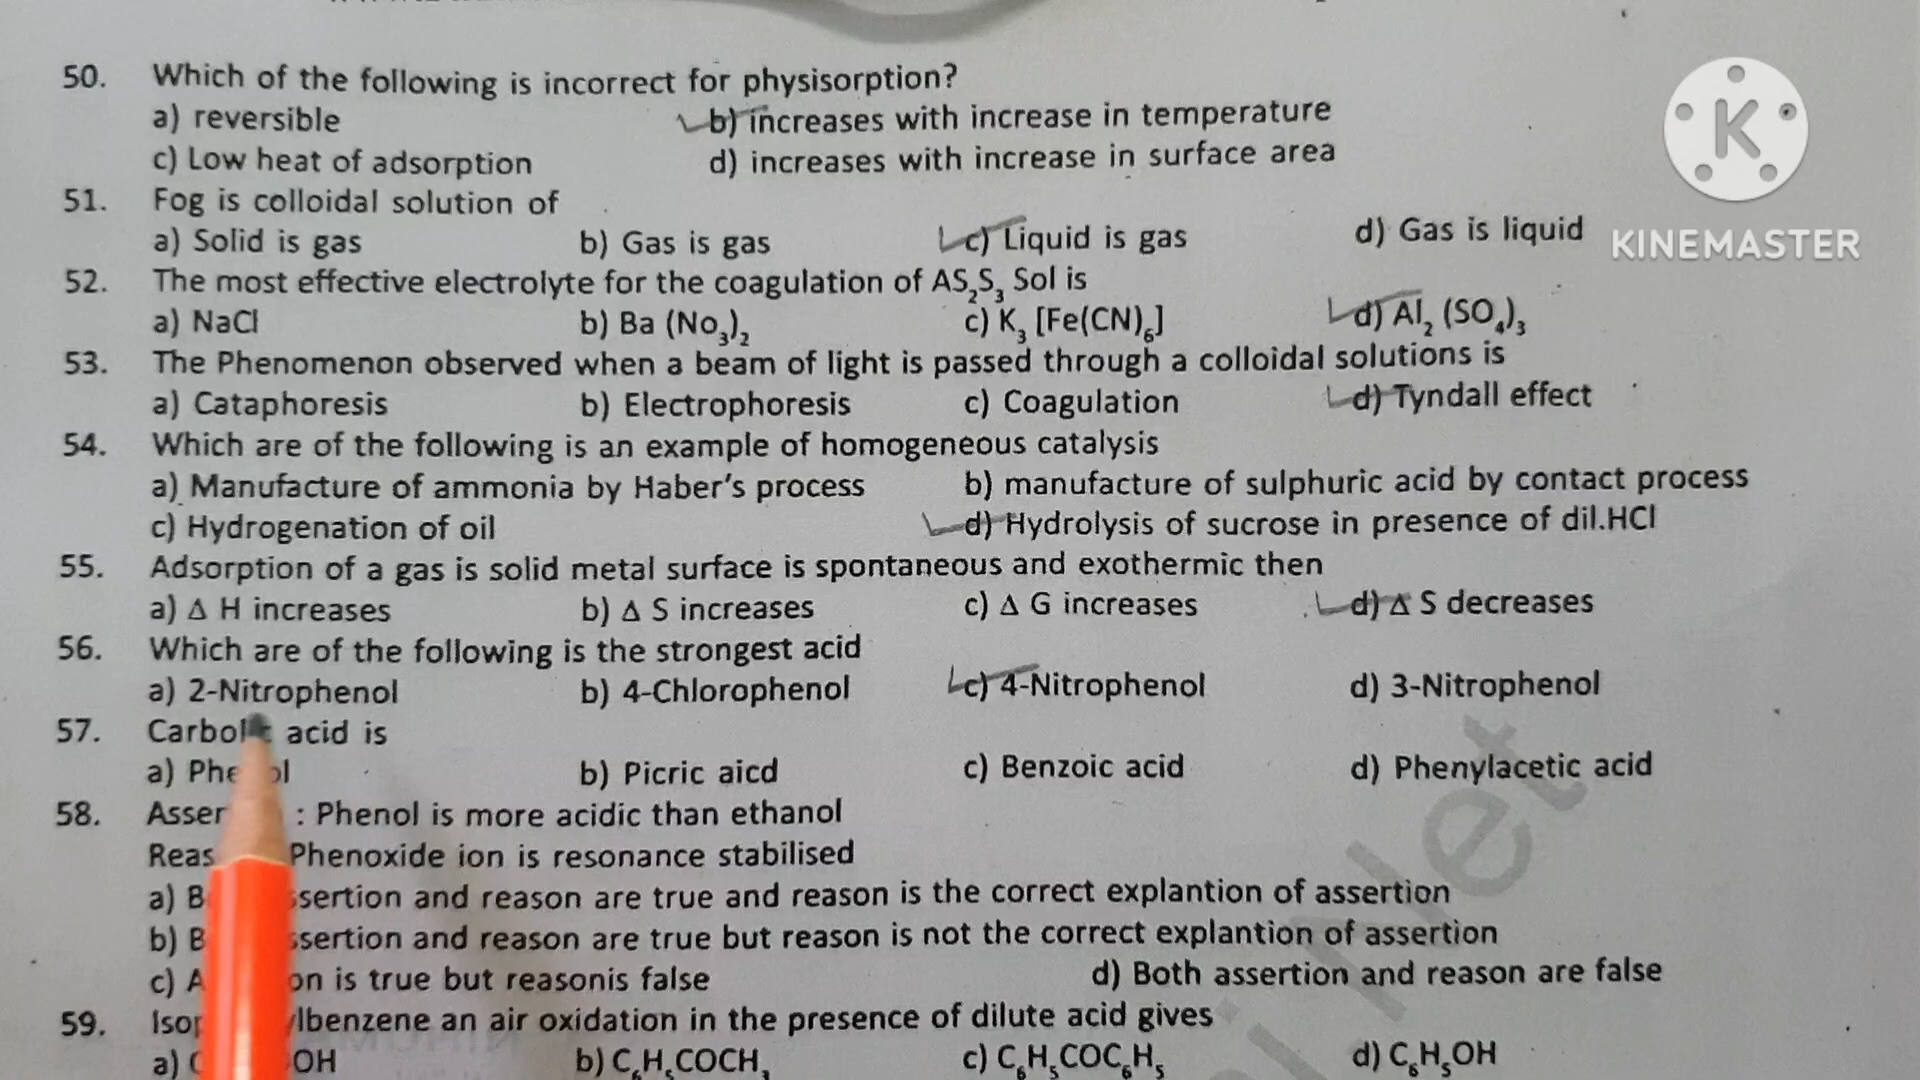 50. Which of the following is incorrect for physisorption?
a) reversible b) increases with increase in temperature
c) Low heat of adsorption d) increases with increase in surface area
51. Fog is colloidal solution of
a) Solid is gas b) Gas is gas c) Liquid is gas d) Gas is liquid
52. The most effective electrolyte for the coagulation of AS₂S₃ Sol is
a) NaCl b) Ba (No₃)₂ c) K₃ [Fe(CN)₆] d) Al₂ (SO₄)₃
53. The Phenomenon observed when a beam of light is passed through a colloidal solutions is
a) Cataphoresis b) Electrophoresis c) Coagulation d) Tyndall effect
54. Which are of the following is an example of homogeneous catalysis
a) Manufacture of ammonia by Haber's process b) manufacture of sulphuric acid by contact process
c) Hydrogenation of oil d) Hydrolysis of sucrose in presence of dil.HCl
55. Adsorption of a gas is solid metal surface is spontaneous and exothermic then
a) Δ H increases b) Δ S increases c) Δ G increases d) Δ S decreases
56. Which are of the following is the strongest acid
a) 2-Nitrophenol b) 4-Chlorophenol c) 4-Nitrophenol d) 3-Nitrophenol
57. acid is
a) b) Picric aicd c) Benzoic acid d) Phenylacetic acid
58. : Phenol is more acidic than ethanol
Phenoxide ion is resonance stabilised
a) and reason are true and reason is the correct explantion of assertion
b) and reason are true but reason is not the correct explantion of assertion
c) is true but reasonis false d) Both assertion and reason are false
59. an air oxidation in the presence of dilute acid gives
a) b) C₆H₅COCH₃ c) C₆H₅COC₆H₅ d) C₆H₅OH
K
KINEMASTER